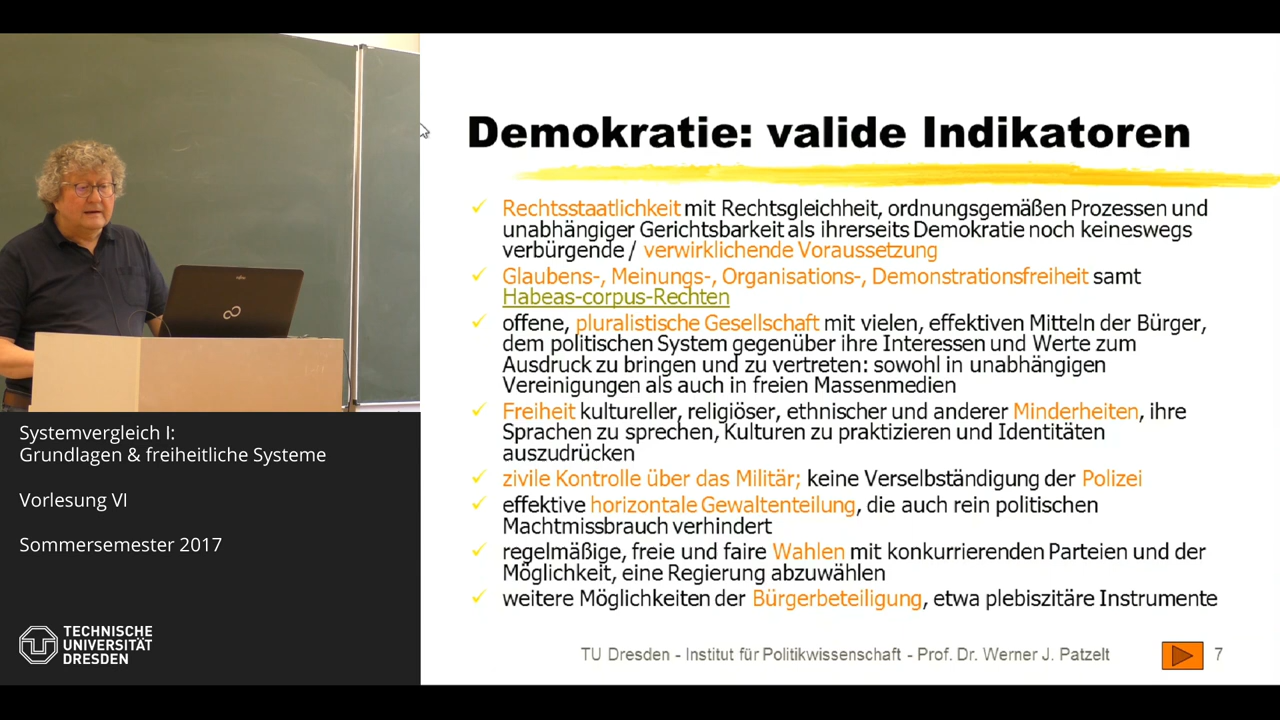 Demokratie: valide Indikatoren
Rechtsstaatlichkeit mit Rechtsgleichheit, ordnungsgemäßen Prozessen und
unabhängiger Gerichtsbarkeit als ihrerseits Demokratie noch keineswegs
verbürgende / verwirklichende Voraussetzung
Glaubens-, Meinungs-, Organisations-, Demonstrationsfreiheit samt
Habeas-corpus-Rechten
offene, pluralistische Gesellschaft mit vielen, effektiven Mitteln der Bürger,
dem politischen System gegenüber ihre Interessen und Werte zum
Ausdruck zu bringen und zu vertreten: sowohl in unabhängigen
Vereinigungen als auch in freien Massenmedien
Freiheit kultureller, religiöser, ethnischer und anderer Minderheiten, ihre
Sprachen zu sprechen, Kulturen zu praktizieren und Identitäten
auszudrücken
zivile Kontrolle über das Militär; keine Verselbständigung der Polizei
effektive horizontale Gewaltenteilung, die auch rein politischen
Machtmissbrauch verhindert
regelmäßige, freie und faire Wahlen mit konkurrierenden Parteien und der
Möglichkeit, eine Regierung abzuwählen
weitere Möglichkeiten der Bürgerbeteiligung, etwa plebiszitäre Instrumente
TU Dresden - Institut für Politikwissenschaft - Prof. Dr. Werner J. Patzelt
7
Systemvergleich I:
Grundlagen & freiheitliche Systeme
Vorlesung VI
Sommersemester 2017
TECHNISCHE
UNIVERSITÄT
DRESDEN